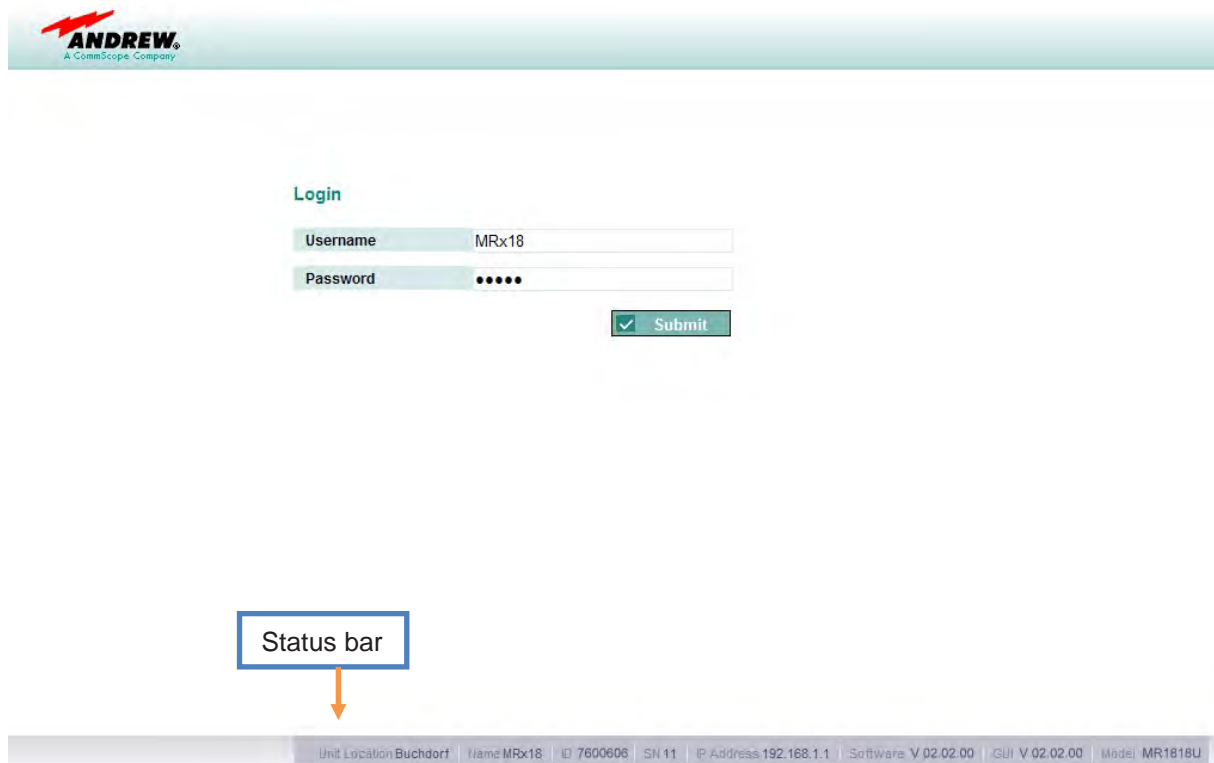 ANDREW®
A CommScope Company
Login
Username MRx18
Password •••••
Submit
Status bar
Unit Location Buchdorf Name MRx18 ID 7600606 SN 11 IP Address 192.168.1.1 Software V 02.02.00 GUI V 02.02.00 Model MR1818U